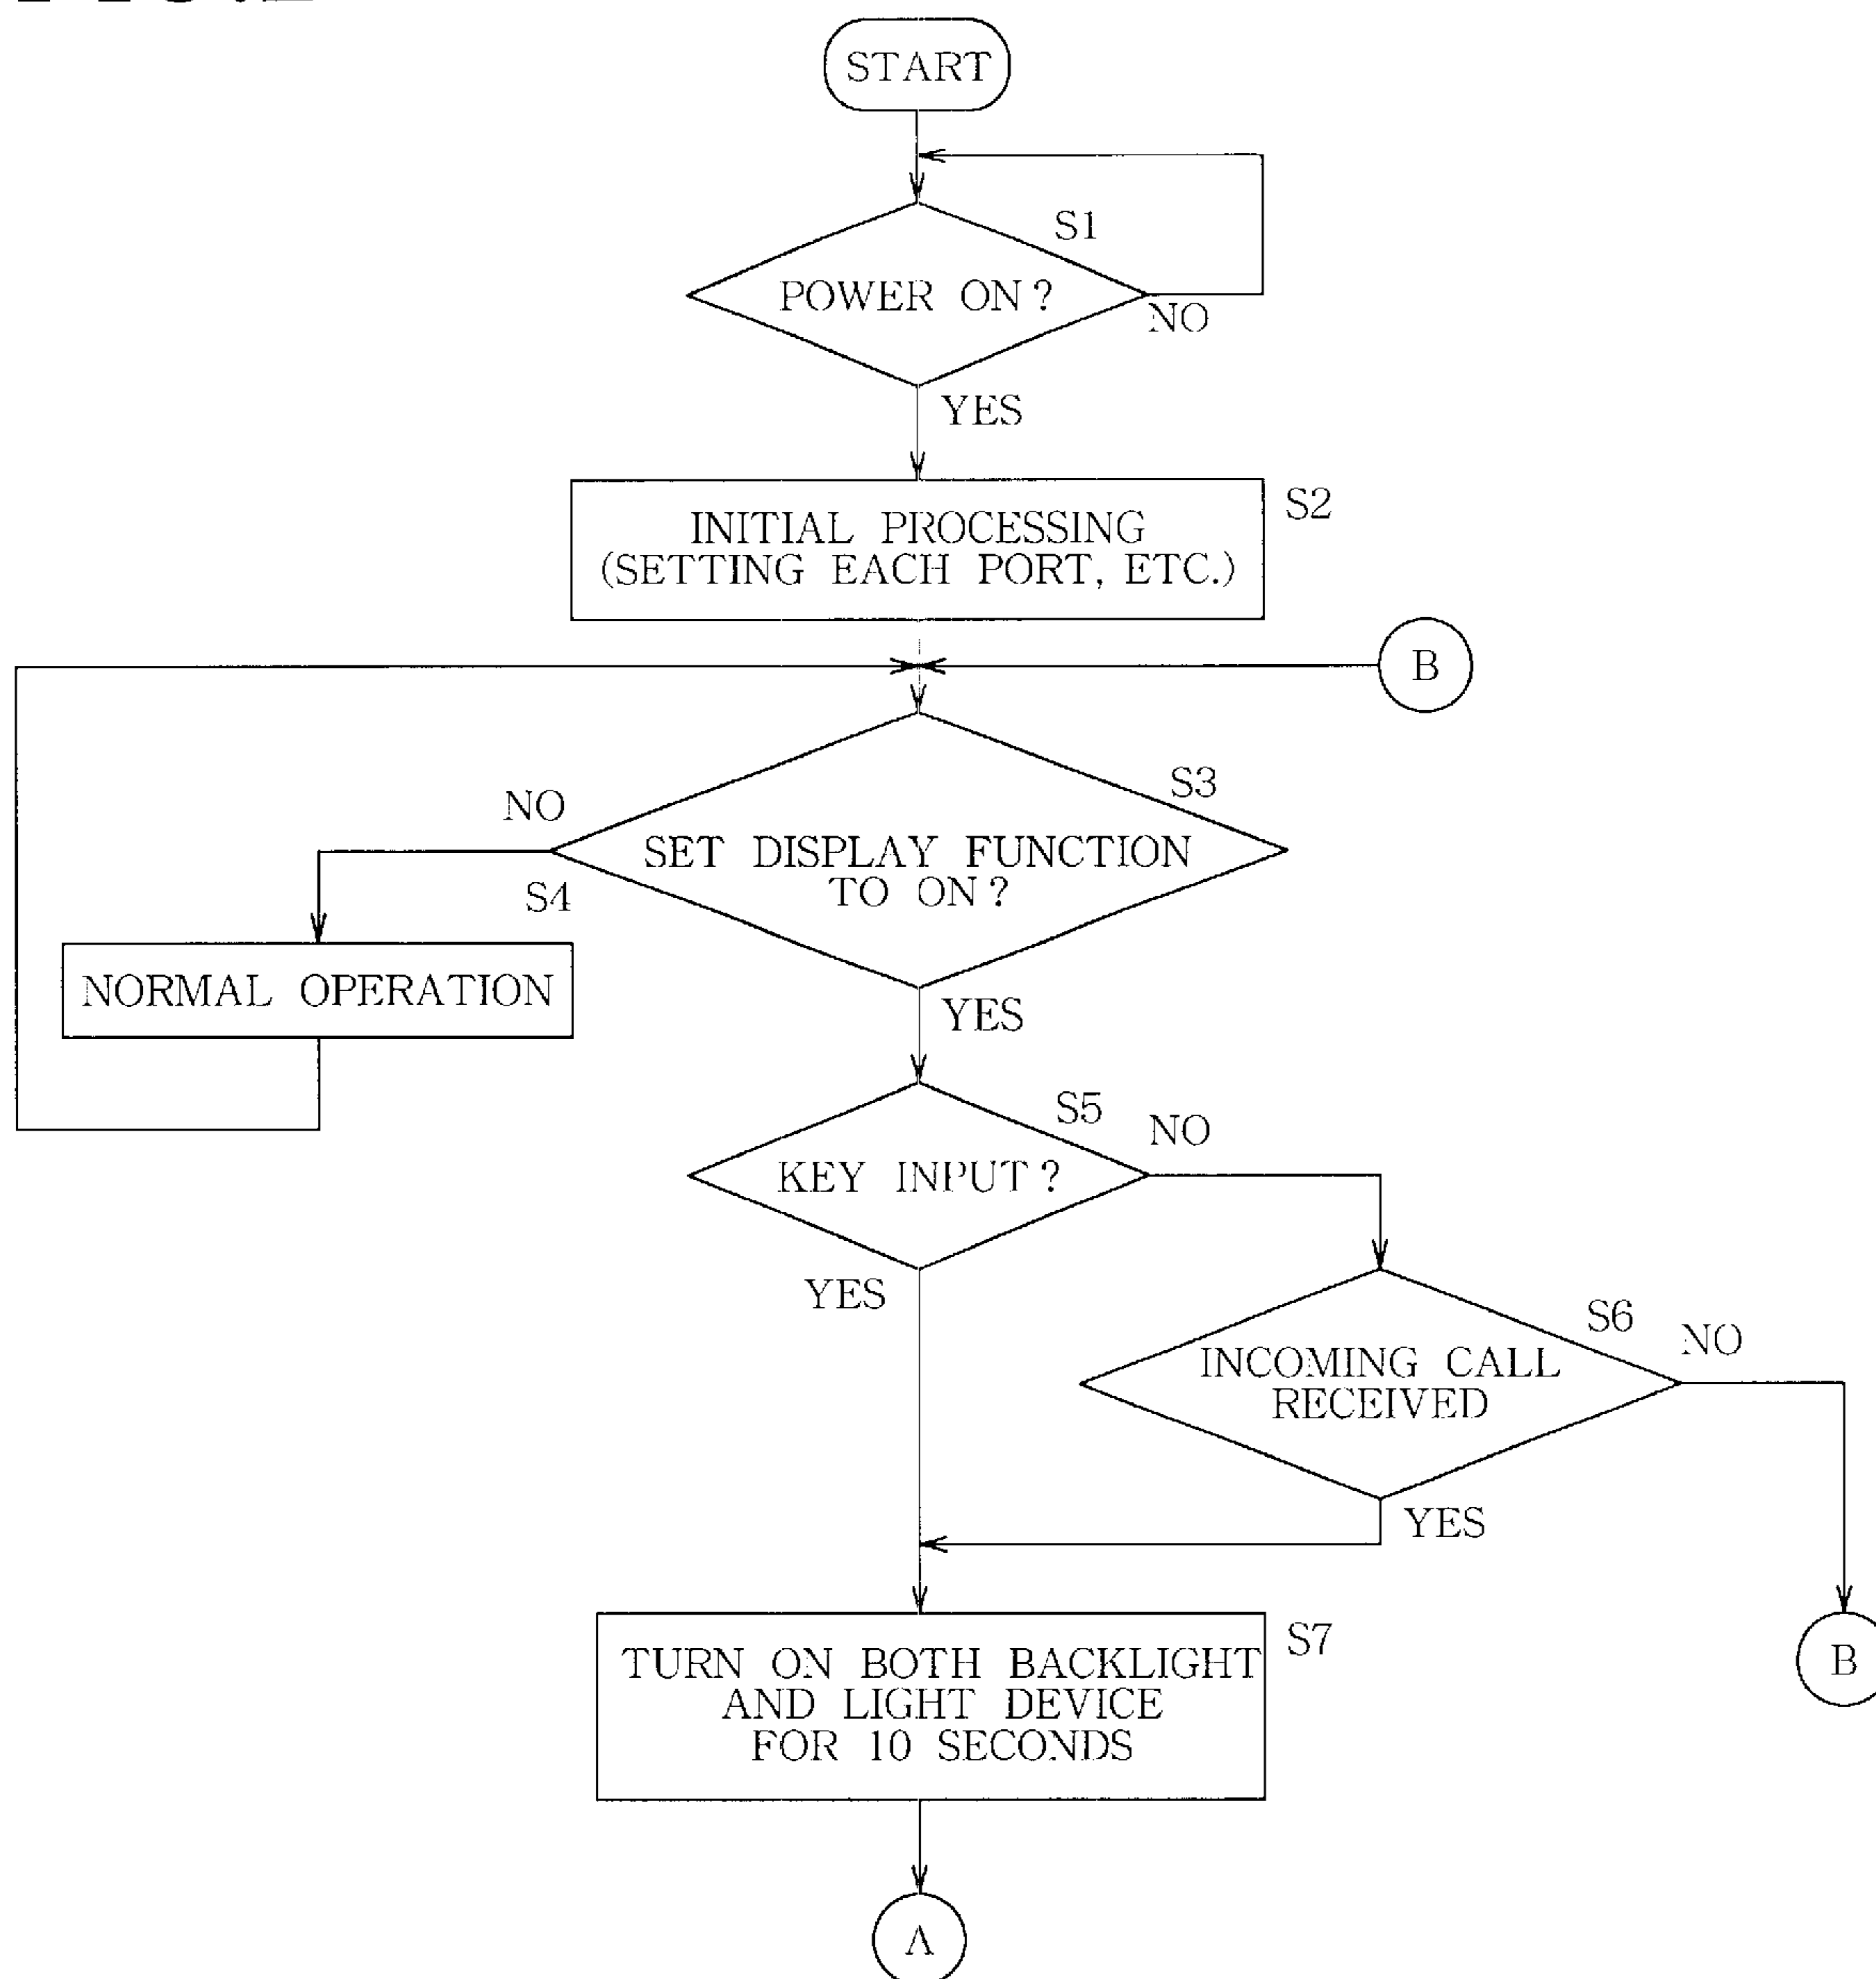 START
S1
POWER ON?
NO
YES
S2
INITIAL PROCESSING
(SETTING EACH PORT, ETC.)
B
S3
NO
SET DISPLAY FUNCTION
TO ON?
S4
NORMAL OPERATION
YES
S5
NO
KEY INPUT?
YES
S6
NO
INCOMING CALL
RECEIVED
YES
S7
TURN ON BOTH BACKLIGHT
AND LIGHT DEVICE
FOR 10 SECONDS
B
A